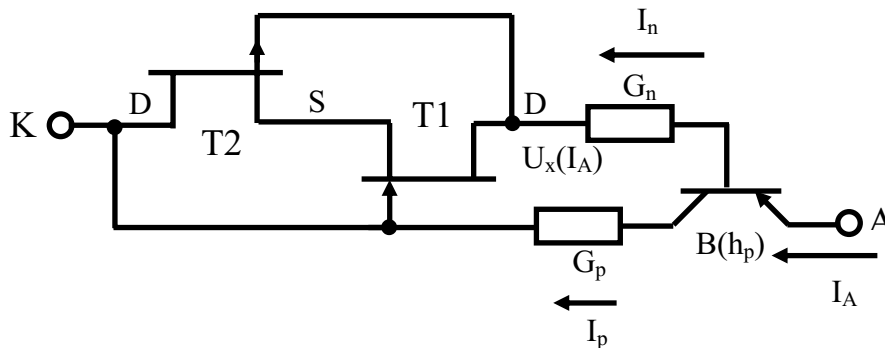 I_n
G_n
D
S
T1
D
K
T2
U_x(I_A)
A
B(h_p)
G_p
I_A
I_p